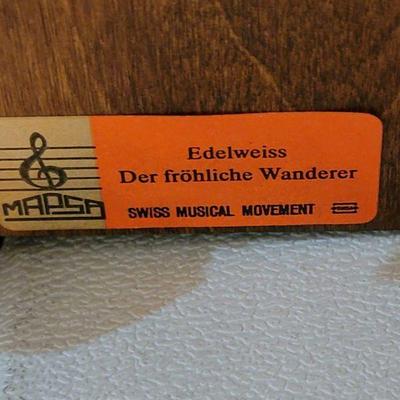 Edelweiss
Der fröhliche Wanderer
MAPSA SWISS MUSICAL MOVEMENT